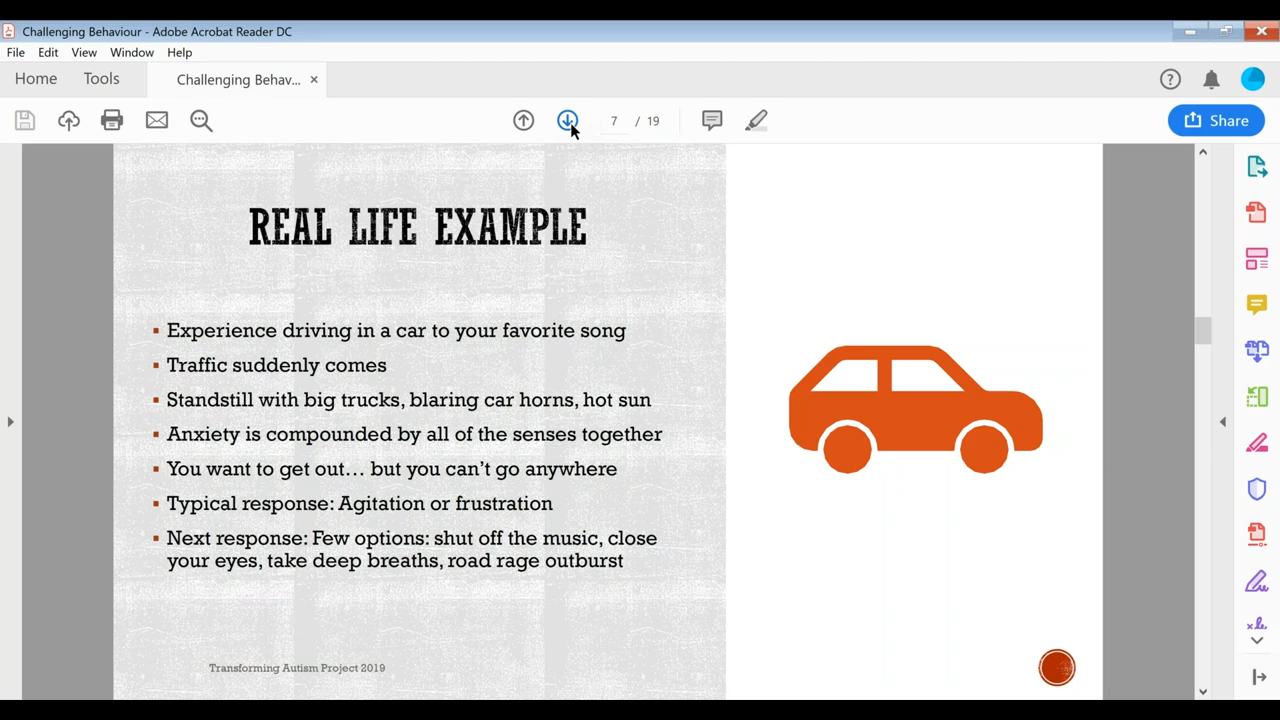 Challenging Behaviour - Adobe Acrobat Reader DC
File Edit View Window Help
Home Tools Challenging Behav... ×
7 / 19
Share
REAL LIFE EXAMPLE
▪ Experience driving in a car to your favorite song
▪ Traffic suddenly comes
▪ Standstill with big trucks, blaring car horns, hot sun
▪ Anxiety is compounded by all of the senses together
▪ You want to get out… but you can't go anywhere
▪ Typical response: Agitation or frustration
▪ Next response: Few options: shut off the music, close
your eyes, take deep breaths, road rage outburst
Transforming Autism Project 2019